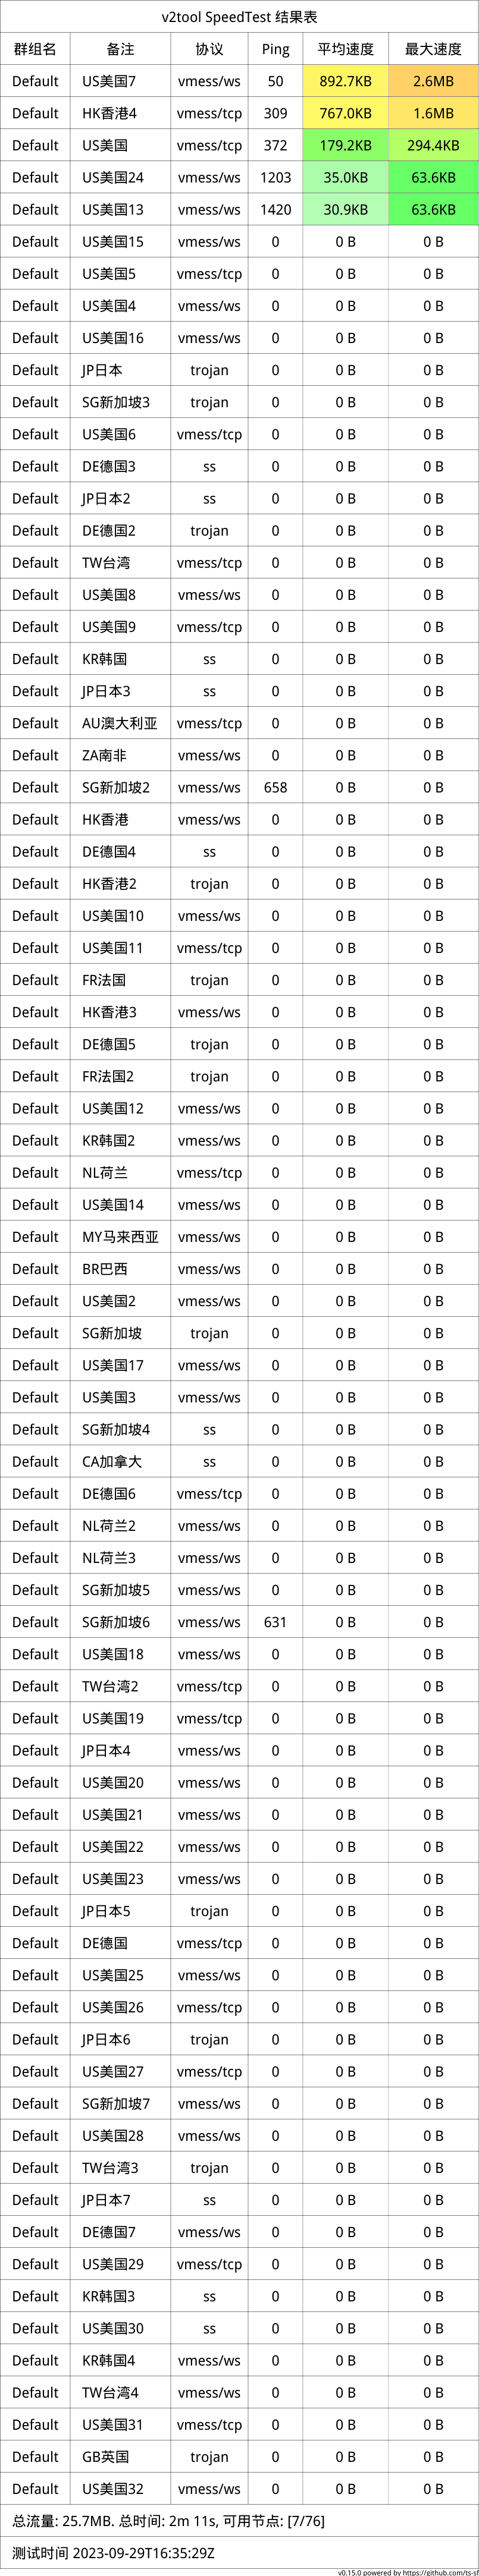 v2tool SpeedTest 结果表
群组名 备注 协议 Ping 平均速度 最大速度
Default US美国7 vmess/ws 50 892.7KB 2.6MB
Default HK香港4 vmess/tcp 309 767.0KB 1.6MB
Default US美国 vmess/tcp 372 179.2KB 294.4KB
Default US美国24 vmess/ws 1203 35.0KB 63.6KB
Default US美国13 vmess/ws 1420 30.9KB 63.6KB
Default US美国15 vmess/ws 0 0 B 0 B
Default US美国5 vmess/tcp 0 0 B 0 B
Default US美国4 vmess/ws 0 0 B 0 B
Default US美国16 vmess/ws 0 0 B 0 B
Default JP日本 trojan 0 0 B 0 B
Default SG新加坡3 trojan 0 0 B 0 B
Default US美国6 vmess/tcp 0 0 B 0 B
Default DE德国3 ss 0 0 B 0 B
Default JP日本2 ss 0 0 B 0 B
Default DE德国2 trojan 0 0 B 0 B
Default TW台湾 vmess/tcp 0 0 B 0 B
Default US美国8 vmess/ws 0 0 B 0 B
Default US美国9 vmess/tcp 0 0 B 0 B
Default KR韩国 ss 0 0 B 0 B
Default JP日本3 ss 0 0 B 0 B
Default AU澳大利亚 vmess/tcp 0 0 B 0 B
Default ZA南非 vmess/ws 0 0 B 0 B
Default SG新加坡2 vmess/ws 658 0 B 0 B
Default HK香港 vmess/ws 0 0 B 0 B
Default DE德国4 ss 0 0 B 0 B
Default HK香港2 trojan 0 0 B 0 B
Default US美国10 vmess/ws 0 0 B 0 B
Default US美国11 vmess/tcp 0 0 B 0 B
Default FR法国 trojan 0 0 B 0 B
Default HK香港3 vmess/ws 0 0 B 0 B
Default DE德国5 trojan 0 0 B 0 B
Default FR法国2 trojan 0 0 B 0 B
Default US美国12 vmess/ws 0 0 B 0 B
Default KR韩国2 vmess/ws 0 0 B 0 B
Default NL荷兰 vmess/tcp 0 0 B 0 B
Default US美国14 vmess/ws 0 0 B 0 B
Default MY马来西亚 vmess/ws 0 0 B 0 B
Default BR巴西 vmess/ws 0 0 B 0 B
Default US美国2 vmess/ws 0 0 B 0 B
Default SG新加坡 trojan 0 0 B 0 B
Default US美国17 vmess/ws 0 0 B 0 B
Default US美国3 vmess/ws 0 0 B 0 B
Default SG新加坡4 ss 0 0 B 0 B
Default CA加拿大 ss 0 0 B 0 B
Default DE德国6 vmess/tcp 0 0 B 0 B
Default NL荷兰2 vmess/ws 0 0 B 0 B
Default NL荷兰3 vmess/ws 0 0 B 0 B
Default SG新加坡5 vmess/ws 0 0 B 0 B
Default SG新加坡6 vmess/ws 631 0 B 0 B
Default US美国18 vmess/ws 0 0 B 0 B
Default TW台湾2 vmess/tcp 0 0 B 0 B
Default US美国19 vmess/tcp 0 0 B 0 B
Default JP日本4 vmess/ws 0 0 B 0 B
Default US美国20 vmess/ws 0 0 B 0 B
Default US美国21 vmess/ws 0 0 B 0 B
Default US美国22 vmess/ws 0 0 B 0 B
Default US美国23 vmess/ws 0 0 B 0 B
Default JP日本5 trojan 0 0 B 0 B
Default DE德国 vmess/tcp 0 0 B 0 B
Default US美国25 vmess/ws 0 0 B 0 B
Default US美国26 vmess/tcp 0 0 B 0 B
Default JP日本6 trojan 0 0 B 0 B
Default US美国27 vmess/tcp 0 0 B 0 B
Default SG新加坡7 vmess/ws 0 0 B 0 B
Default US美国28 vmess/ws 0 0 B 0 B
Default TW台湾3 trojan 0 0 B 0 B
Default JP日本7 ss 0 0 B 0 B
Default DE德国7 vmess/ws 0 0 B 0 B
Default US美国29 vmess/tcp 0 0 B 0 B
Default KR韩国3 ss 0 0 B 0 B
Default US美国30 ss 0 0 B 0 B
Default KR韩国4 vmess/ws 0 0 B 0 B
Default TW台湾4 vmess/ws 0 0 B 0 B
Default US美国31 vmess/tcp 0 0 B 0 B
Default GB英国 trojan 0 0 B 0 B
Default US美国32 vmess/ws 0 0 B 0 B
总流量: 25.7MB. 总时间: 2m 11s, 可用节点: [7/76]
测试时间 2023-09-29T16:35:29Z
v0.15.0 powered by https://github.com/ts-sf